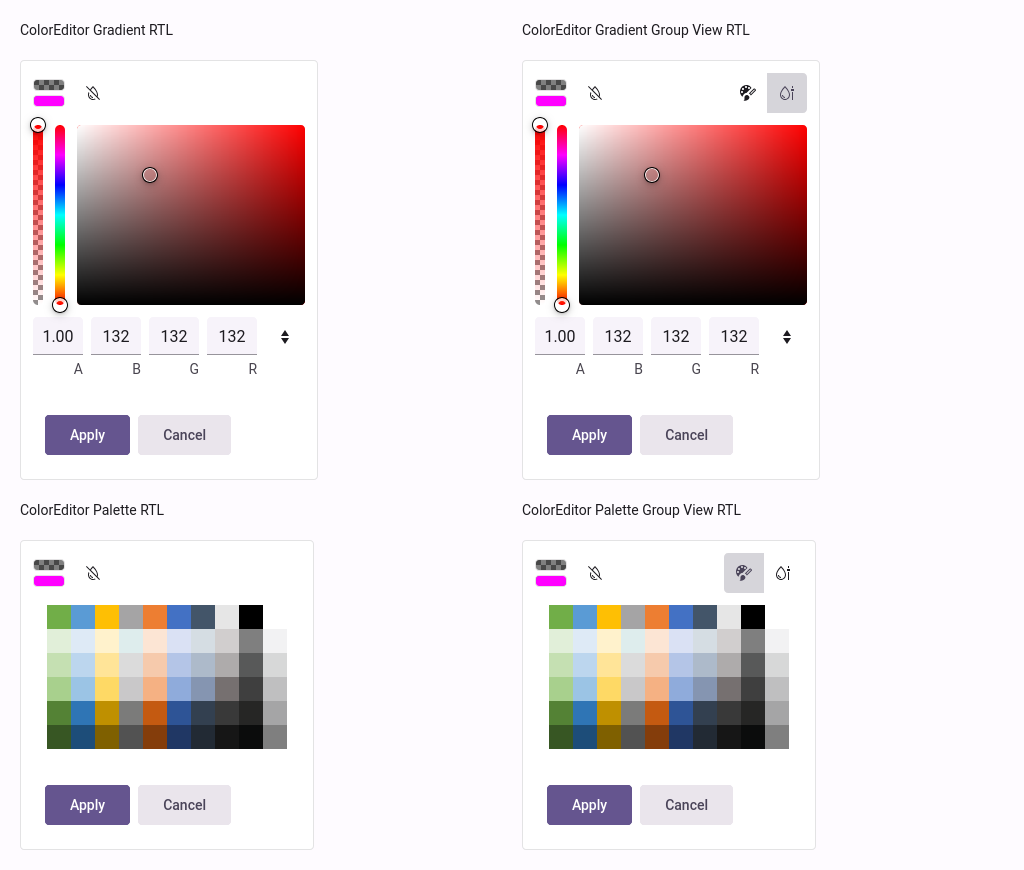 ColorEditor Gradient RTL
1.00 132 132 132
A B G R
Apply Cancel
ColorEditor Gradient Group View RTL
1.00 132 132 132
A B G R
Apply Cancel
ColorEditor Palette RTL
Apply Cancel
ColorEditor Palette Group View RTL
Apply Cancel